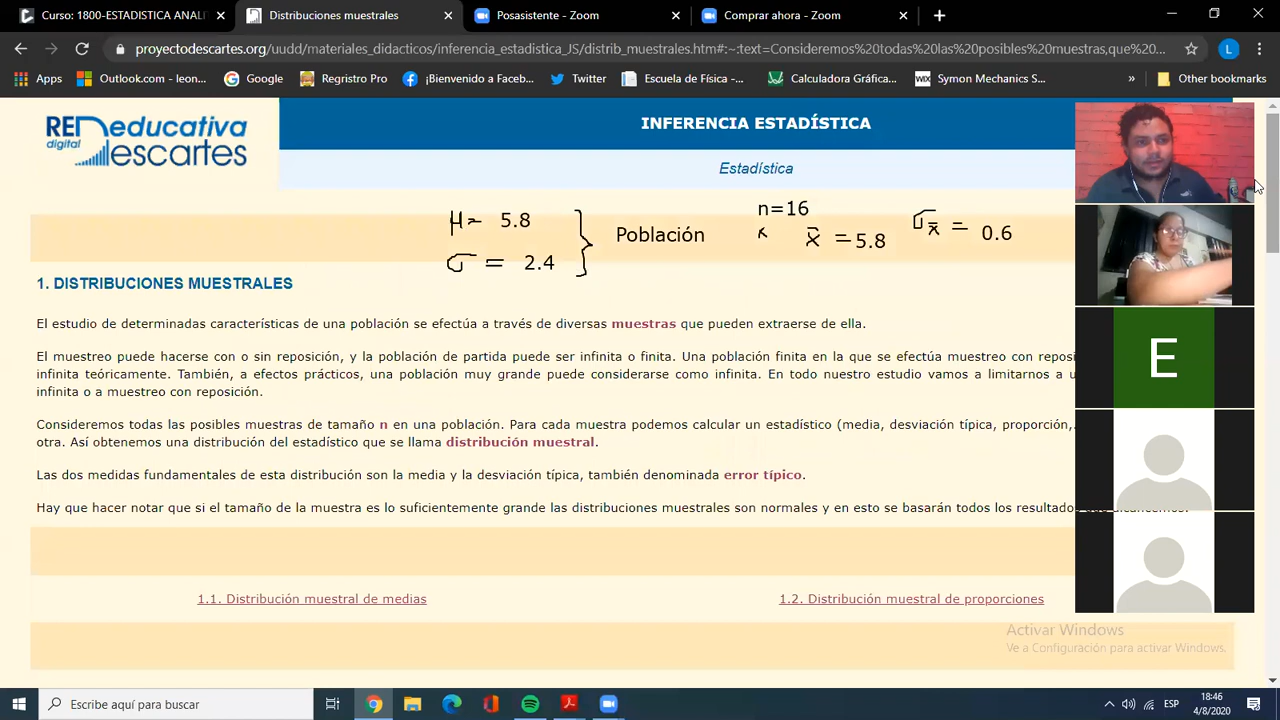 Curso: 1800-ESTADISTICA ANALI
Distribuciones muestrales
Posasistente - Zoom
Comprar ahora - Zoom
proyectodescartes.org/uudd/materiales_didacticos/inferencia_estadistica_JS/distrib_muestrales.htm#:~:text=Consideremos%20todas%20las%20posibles%20muestras,que%20...
L
Apps
Outlook.com - leon...
Google
Registro Pro
¡Bienvenido a Faceb...
Twitter
Escuela de Física -...
Calculadora Gráfica...
Symon Mechanics S...
»
Other bookmarks
RED educativa
digital Descartes
INFERENCIA ESTADÍSTICA
Estadística
μ = 5.8
σ = 2.4
Población
n=16
x̄ =5.8
σx̄ = 0.6
1. DISTRIBUCIONES MUESTRALES
El estudio de determinadas características de una población se efectúa a través de diversas muestras que pueden extraerse de ella.
El muestreo puede hacerse con o sin reposición, y la población de partida puede ser infinita o finita. Una población finita en la que se efectúa muestreo con reposi
infinita teóricamente. También, a efectos prácticos, una población muy grande puede considerarse como infinita. En todo nuestro estudio vamos a limitarnos a u
infinita o a muestreo con reposición.
Consideremos todas las posibles muestras de tamaño n en una población. Para cada muestra podemos calcular un estadístico (media, desviación típica, proporción,.
otra. Así obtenemos una distribución del estadístico que se llama distribución muestral.
Las dos medidas fundamentales de esta distribución son la media y la desviación típica, también denominada error típico.
Hay que hacer notar que si el tamaño de la muestra es lo suficientemente grande las distribuciones muestrales son normales y en esto se basarán todos los resultados que alcancemos.
1.1. Distribución muestral de medias
1.2. Distribución muestral de proporciones
E
Activar Windows
Ve a Configuración para activar Windows.
Escribe aquí para buscar
ESP
18:46
4/8/2020